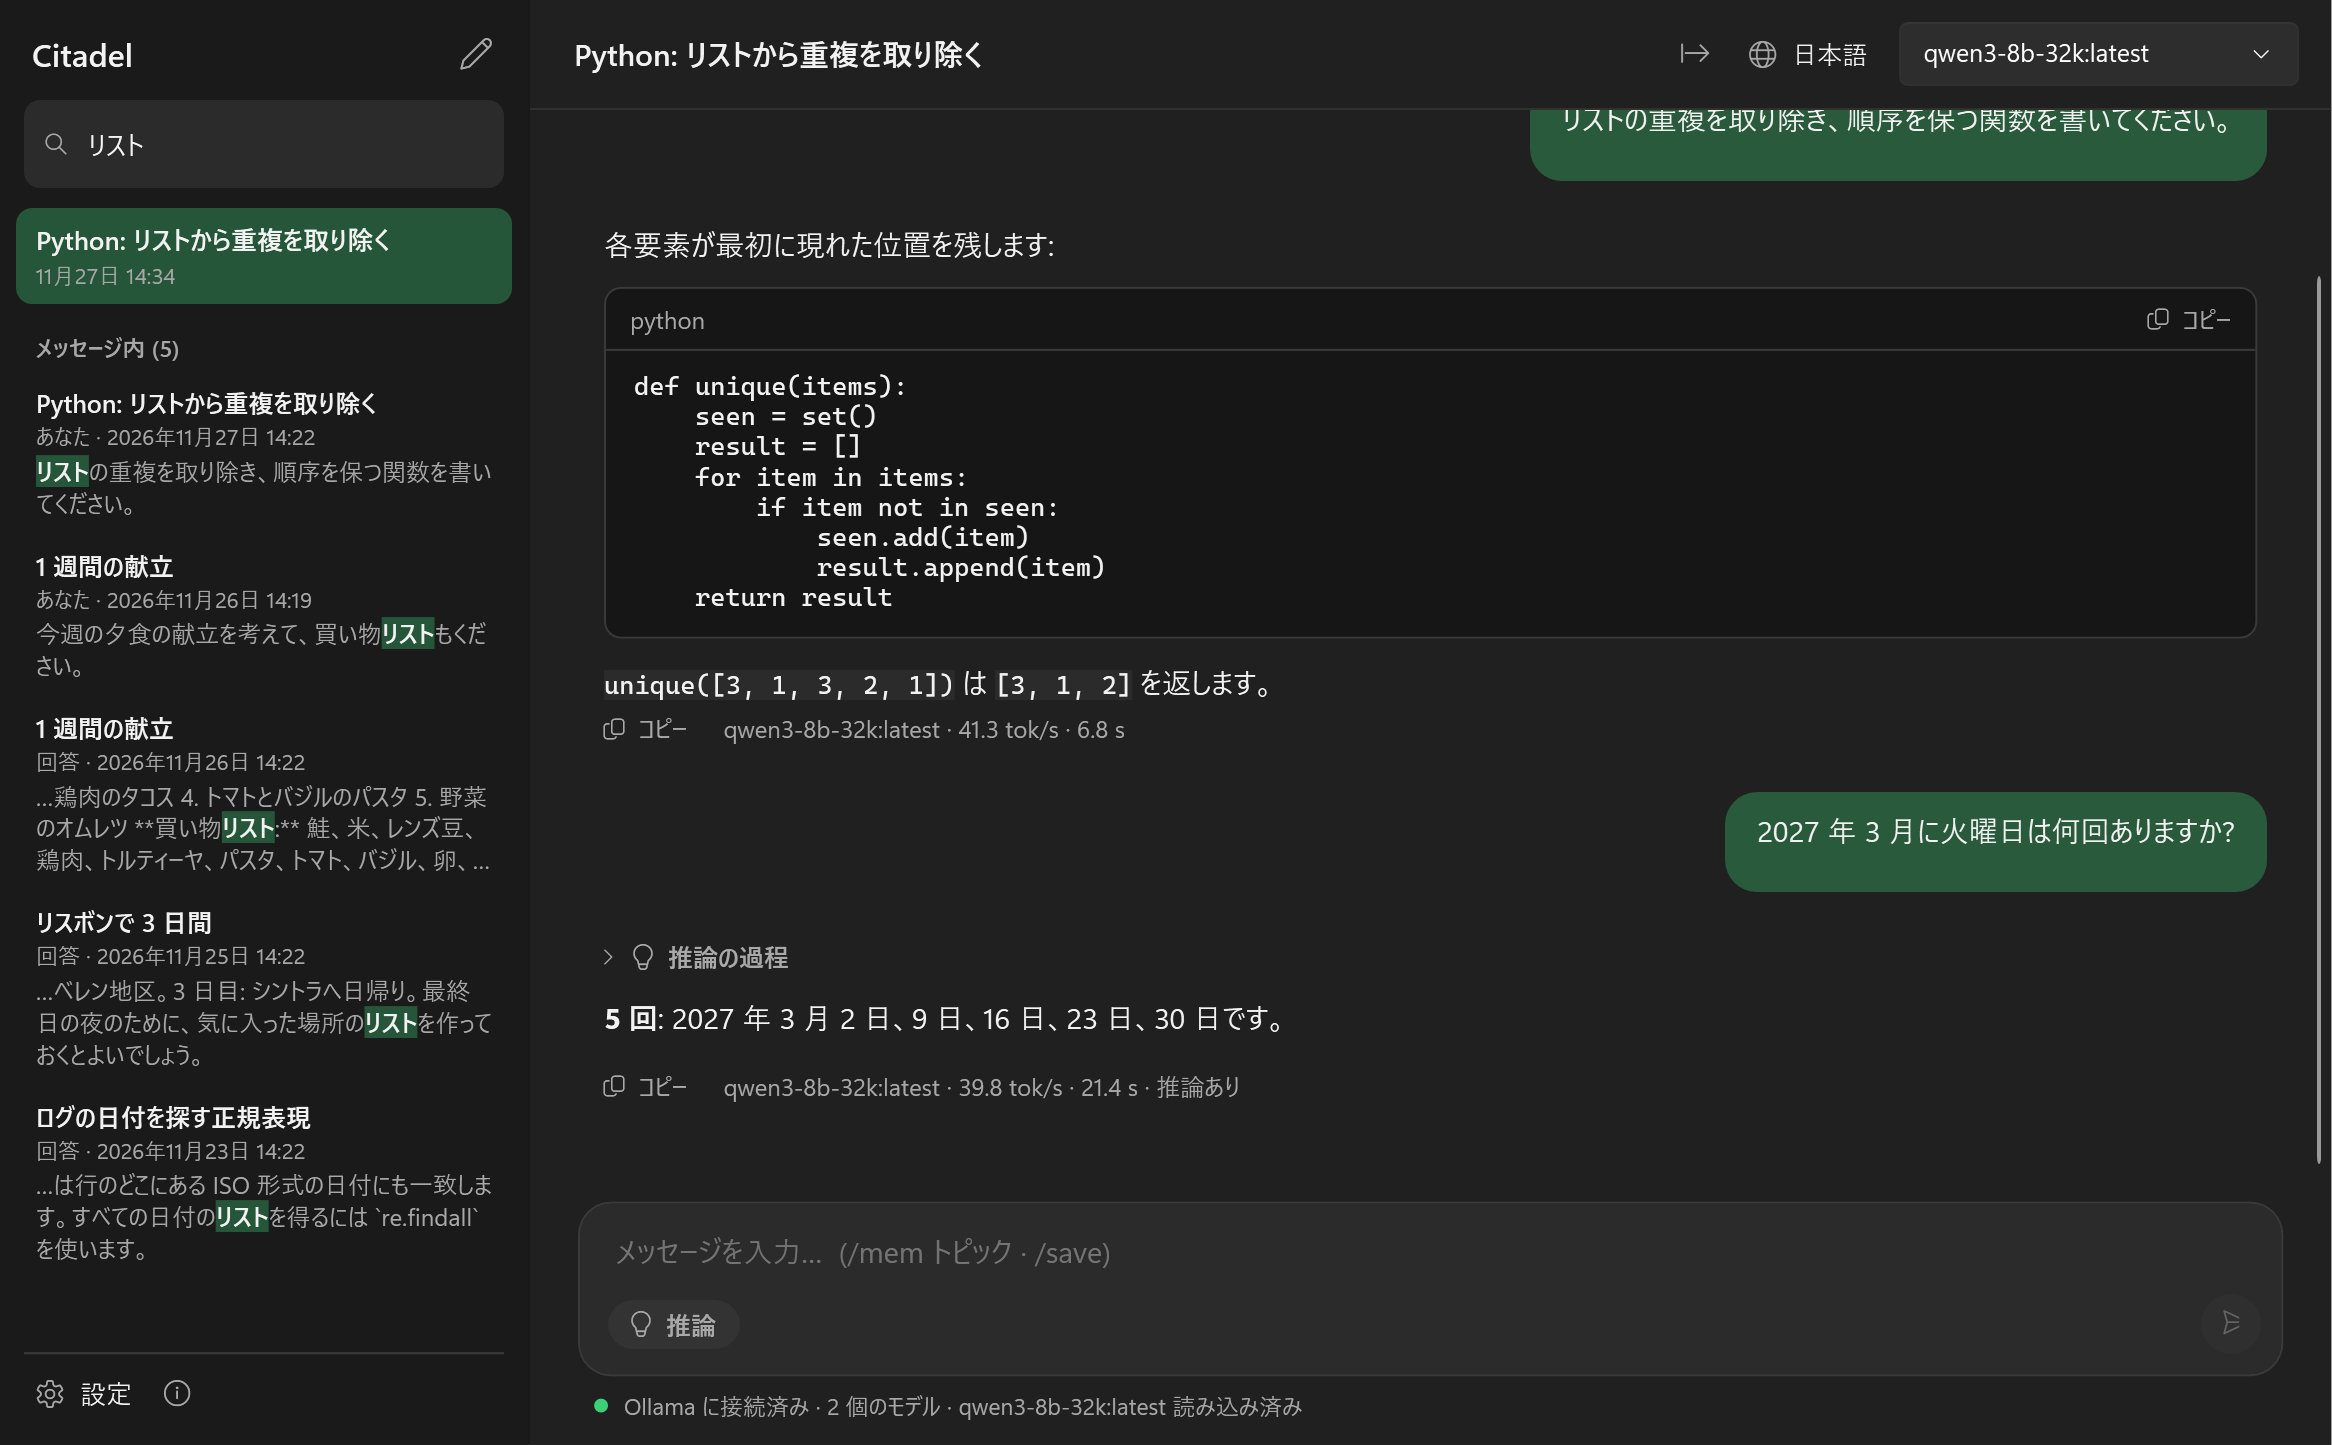 Citadel
リスト
Python: リストから重複を取り除く
11月27日 14:34
メッセージ内 (5)
Python: リストから重複を取り除く
あなた · 2026年11月27日 14:22
リストの重複を取り除き、順序を保つ関数を書い
てください。
1 週間の献立
あなた · 2026年11月26日 14:19
今週の夕食の献立を考えて、買い物リストもくだ
さい。
1 週間の献立
回答 · 2026年11月26日 14:22
...鶏肉のタコス 4. トマトとバジルのパスタ 5. 野菜
のオムレツ **買い物リスト:** 鮭、米、レンズ豆、
鶏肉、トルティーヤ、パスタ、トマト、バジル、卵、...
リスボンで 3 日間
回答 · 2026年11月25日 14:22
...ベレン地区。3 日目: シントラへ日帰り。最終
日の夜のために、気に入った場所のリストを作って
おくとよいでしょう。
ログの日付を探す正規表現
回答 · 2026年11月23日 14:22
...は行のどこにある ISO 形式の日付にも一致しま
す。すべての日付のリストを得るには `re.findall`
を使います。
設定
Python: リストから重複を取り除く
日本語
qwen3-8b-32k:latest
リストの重複を取り除き、順序を保つ関数を書いてください。
各要素が最初に現れた位置を残します:
python
コピー
def unique(items):
    seen = set()
    result = []
    for item in items:
        if item not in seen:
            seen.add(item)
            result.append(item)
    return result
unique([3, 1, 3, 2, 1]) は [3, 1, 2] を返します。
コピー qwen3-8b-32k:latest · 41.3 tok/s · 6.8 s
2027 年 3 月に火曜日は何回ありますか?
推論の過程
5 回: 2027 年 3 月 2 日、9 日、16 日、23 日、30 日です。
コピー qwen3-8b-32k:latest · 39.8 tok/s · 21.4 s · 推論あり
メッセージを入力... (/mem トピック · /save)
推論
Ollama に接続済み · 2 個のモデル · qwen3-8b-32k:latest 読み込み済み